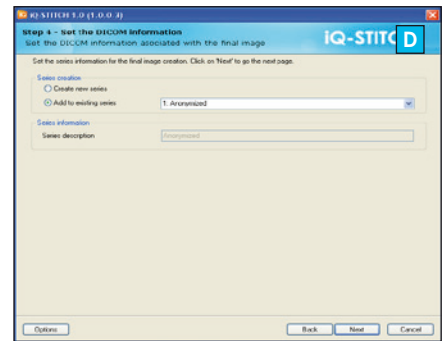 iQ-STITCH 1.0 (1.0.0.3)
Step 4 - Set the DICOM information
Set the DICOM information asociated with the final image
iQ-STITC
D
Set the series information for the final image creation. Click on 'Next' to go the next page.
Series creation
Create new series
Add to existing series
1. Anonymized
Series information
Series description
Anonymized
Options
Back
Next
Cancel